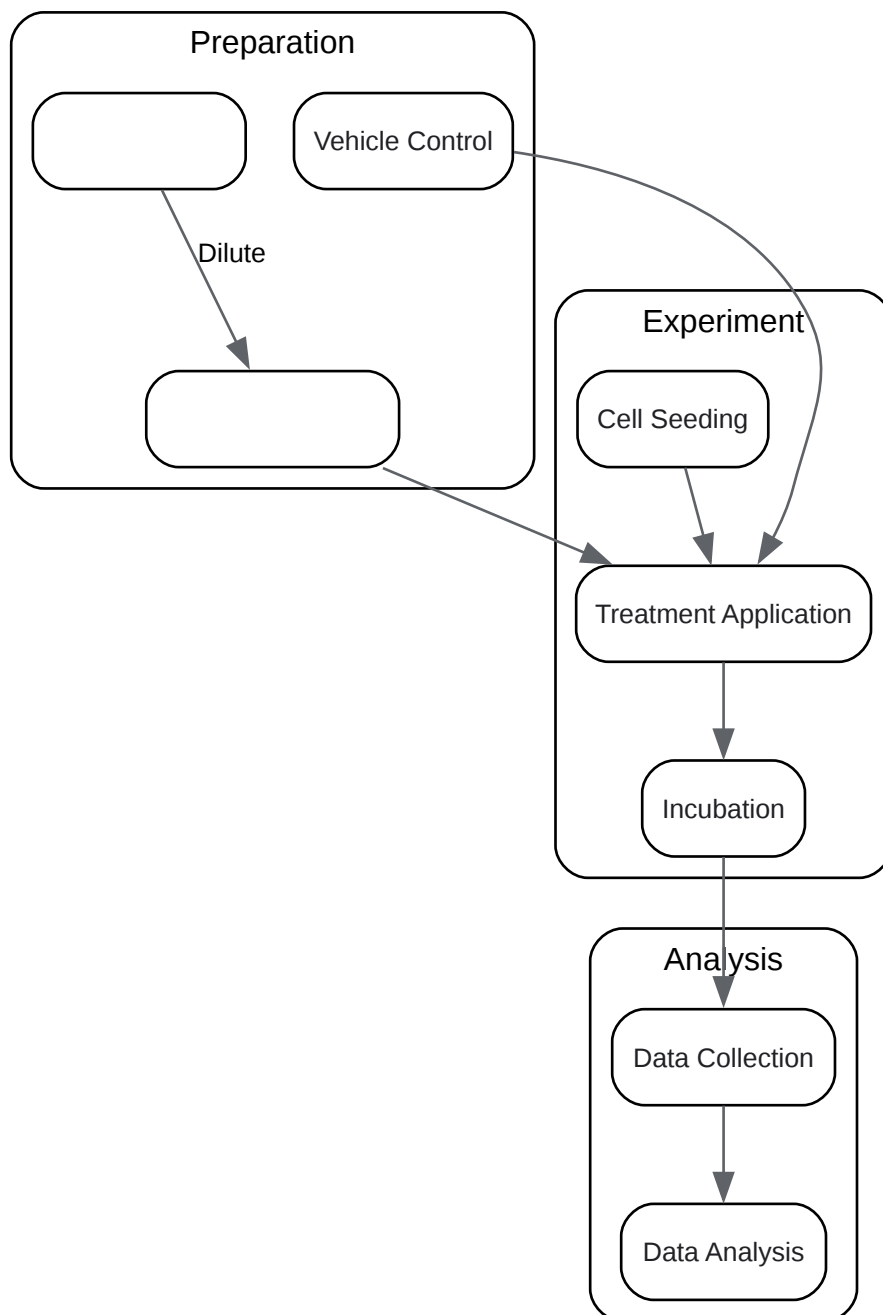 Preparation
Vehicle Control
Dilute
Experiment
Cell Seeding
Treatment Application
Incubation
Analysis
Data Collection
Data Analysis